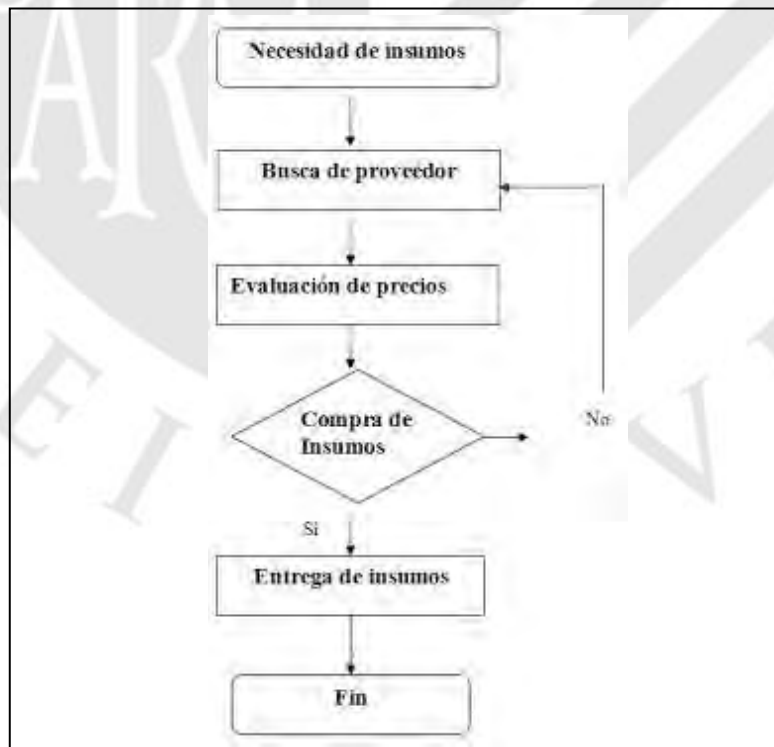 Necesidad de insumos
Busca de proveedor
Evaluación de precios
Compra de
Insumos
No
Si
Entrega de insumos
Fin